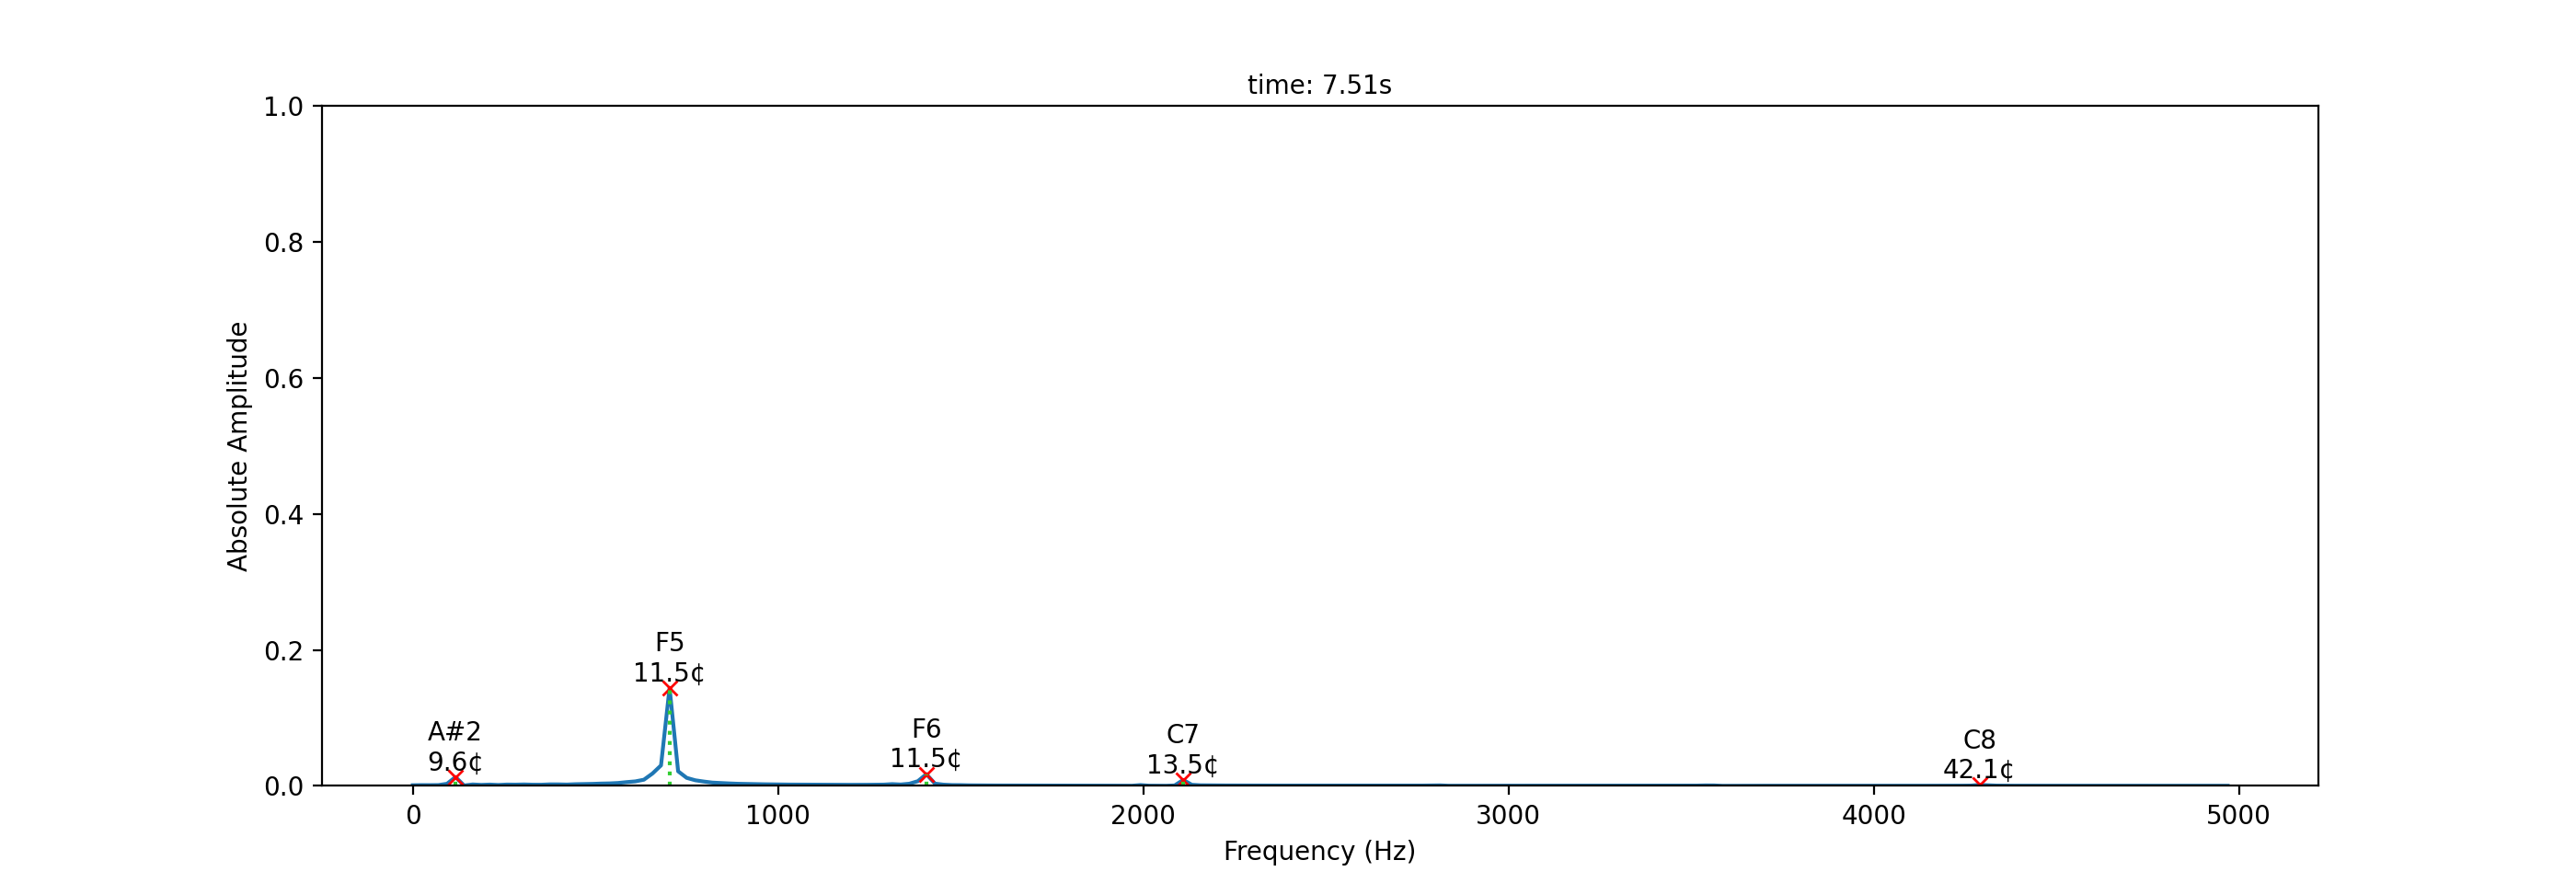 time: 7.51s
1.0
0.8
0.6
0.4
0.2
0.0
Absolute Amplitude
A#2
9.6¢
F5
11.5¢
F6
11.5¢
C7
13.5¢
C8
42.1¢
0 1000 2000 3000 4000 5000
Frequency (Hz)